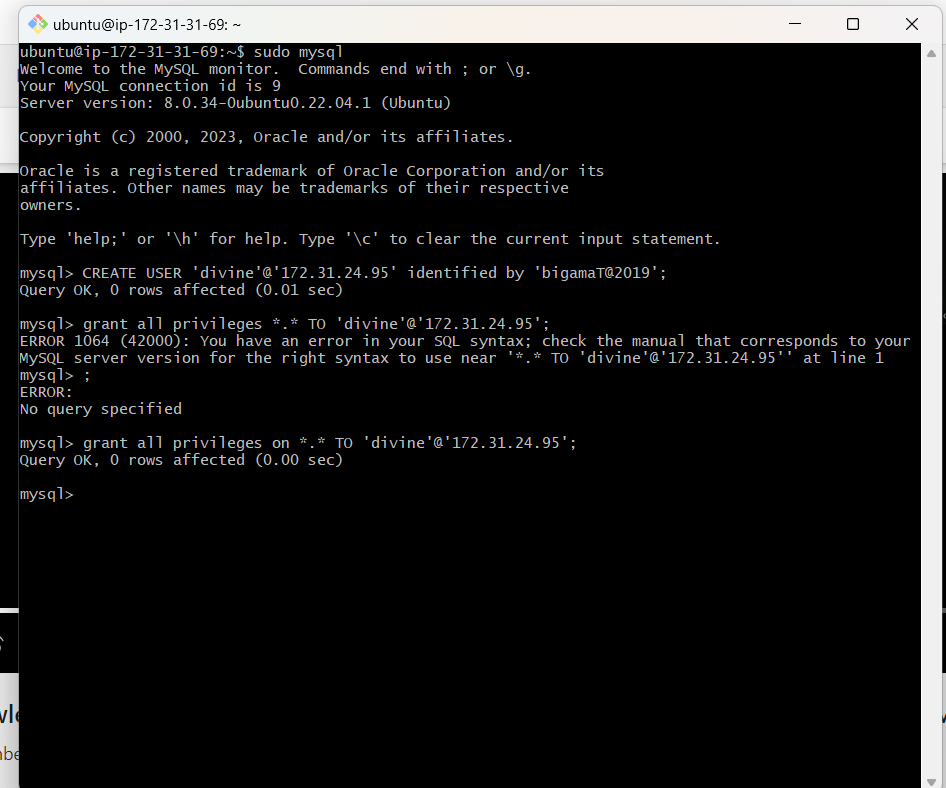 ubuntu@ip-172-31-31-69: ~
ubuntu@ip-172-31-31-69:~$ sudo mysql
Welcome to the MySQL monitor.  Commands end with ; or \g.
Your MySQL connection id is 9
Server version: 8.0.34-0ubuntu0.22.04.1 (Ubuntu)
Copyright (c) 2000, 2023, Oracle and/or its affiliates.
Oracle is a registered trademark of Oracle Corporation and/or its
affiliates. Other names may be trademarks of their respective
owners.
Type 'help;' or '\h' for help. Type '\c' to clear the current input statement.
mysql> CREATE USER 'divine'@'172.31.24.95' identified by 'bigamaT@2019';
Query OK, 0 rows affected (0.01 sec)
mysql> grant all privileges *.* TO 'divine'@'172.31.24.95';
ERROR 1064 (42000): You have an error in your SQL syntax; check the manual that corresponds to your
MySQL server version for the right syntax to use near '*.* TO 'divine'@'172.31.24.95'' at line 1
mysql> ;
ERROR:
No query specified
mysql> grant all privileges on *.* TO 'divine'@'172.31.24.95';
Query OK, 0 rows affected (0.00 sec)
mysql>